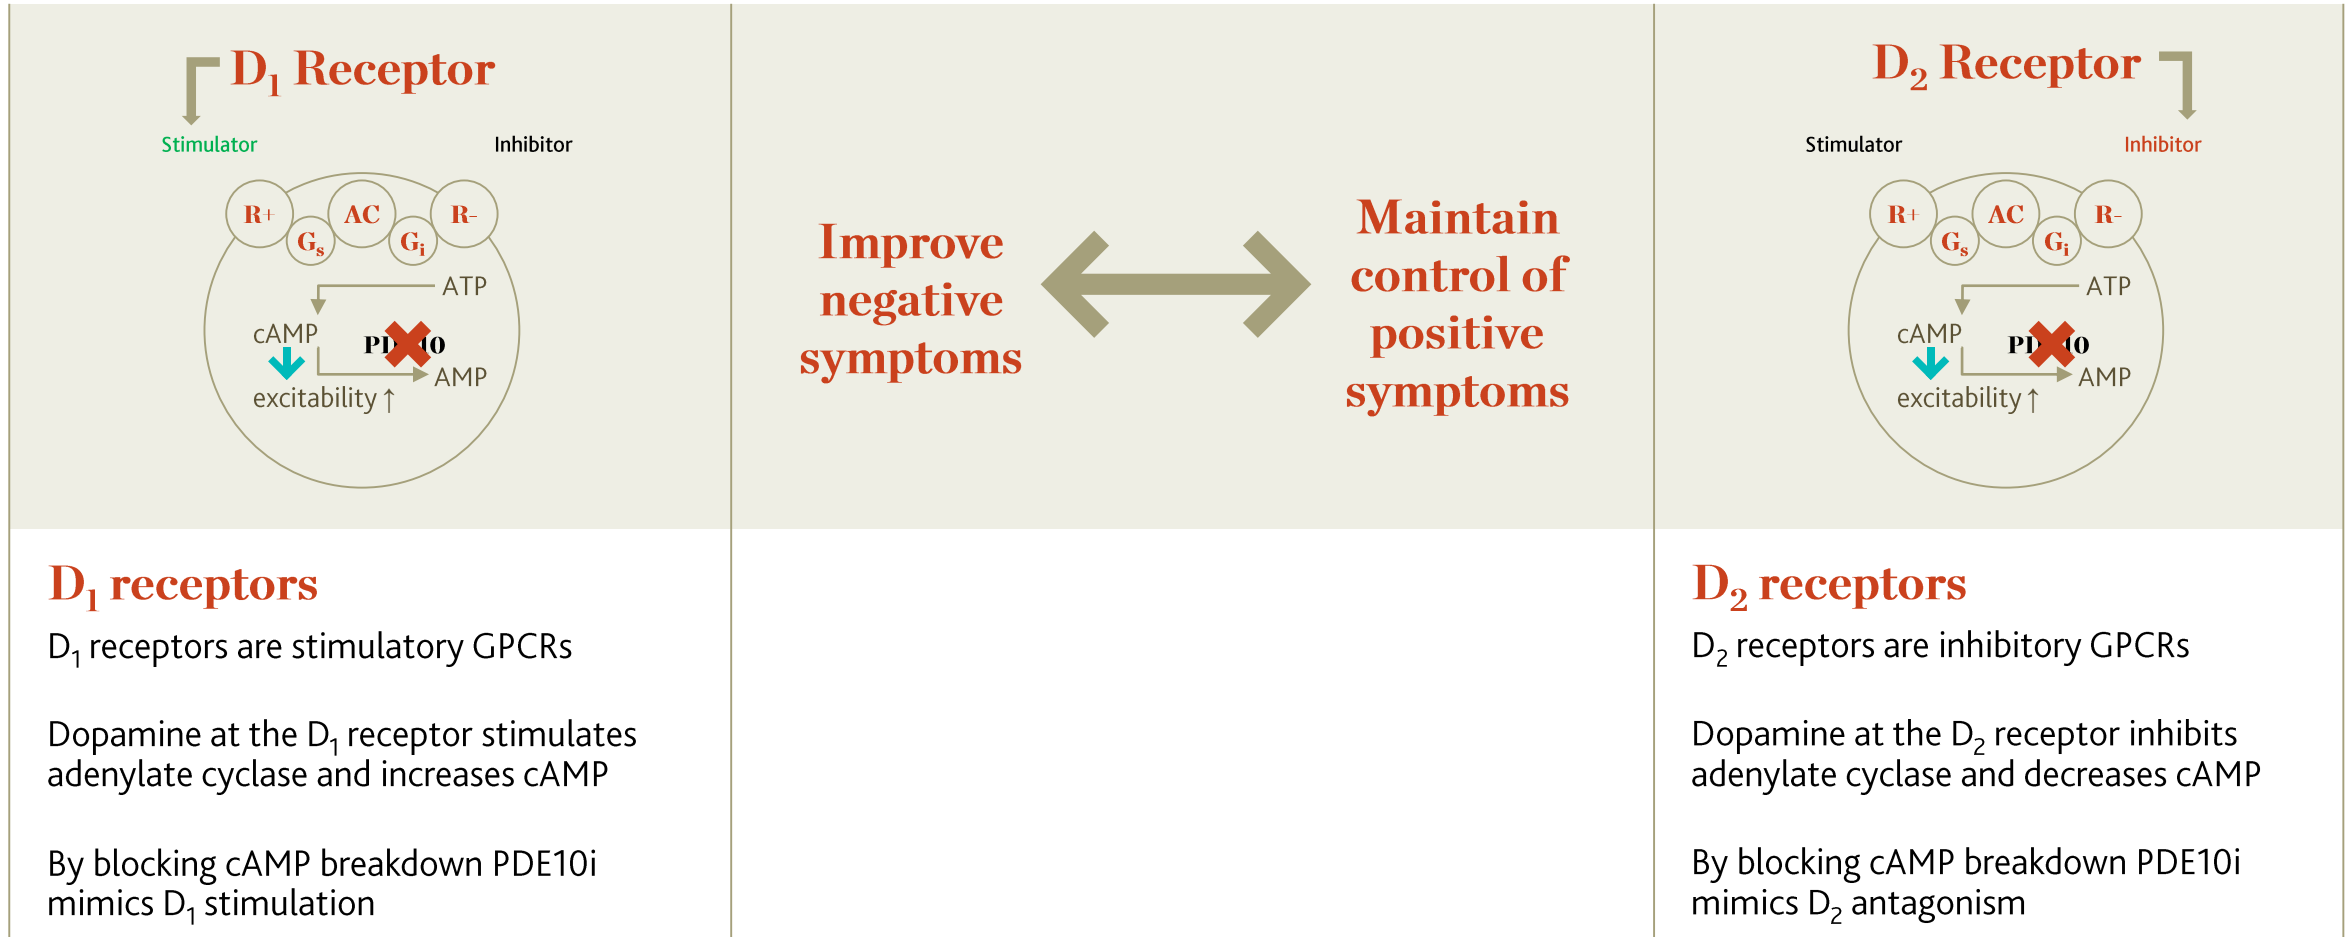 D₁ Receptor
Stimulator
Inhibitor
R+
Gs
AC
Gi
R-
ATP
cAMP
AMP
excitability ↑
Improve
negative
symptoms
Maintain
control of
positive
symptoms
D₂ Receptor
Stimulator
Inhibitor
R+
Gs
AC
Gi
R-
ATP
cAMP
AMP
excitability ↑
D₁ receptors
D₁ receptors are stimulatory GPCRs
Dopamine at the D₁ receptor stimulates
adenylate cyclase and increases cAMP
By blocking cAMP breakdown PDE10i
mimics D₁ stimulation
D₂ receptors
D₂ receptors are inhibitory GPCRs
Dopamine at the D₂ receptor inhibits
adenylate cyclase and decreases cAMP
By blocking cAMP breakdown PDE10i
mimics D₂ antagonism